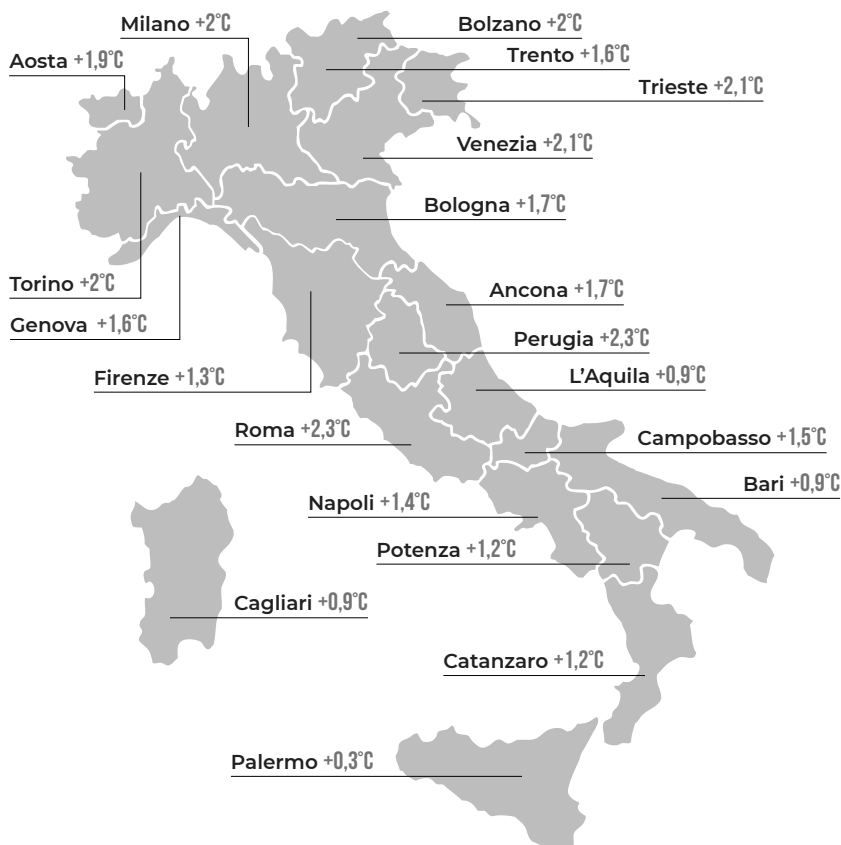 Milano +2°C
Bolzano +2°C
Aosta +1,9°C
Trento +1,6°C
Trieste +2,1°C
Venezia +2,1°C
Bologna +1,7°C
Torino +2°C
Ancona +1,7°C
Genova +1,6°C
Perugia +2,3°C
Firenze +1,3°C
L’Aquila +0,9°C
Roma +2,3°C
Campobasso +1,5°C
Bari +0,9°C
Napoli +1,4°C
Potenza +1,2°C
Cagliari +0,9°C
Catanzaro +1,2°C
Palermo +0,3°C